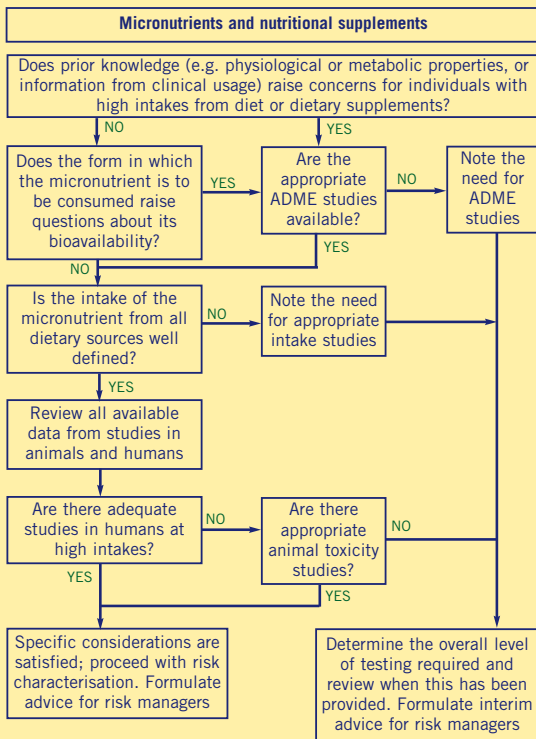 Micronutrients and nutritional supplements
Does prior knowledge (e.g. physiological or metabolic properties, or
information from clinical usage) raise concerns for individuals with
high intakes from diet or dietary supplements?
NO
YES
Does the form in which
the micronutrient is to
be consumed raise
questions about its
bioavailability?
YES
Are the
appropriate
ADME studies
available?
NO
Note the
need for
ADME
studies
NO
YES
Is the intake of the
micronutrient from all
dietary sources well
defined?
NO
Note the need
for appropriate
intake studies
YES
Review all available
data from studies in
animals and humans
Are there adequate
studies in humans at
high intakes?
NO
Are there
appropriate
animal toxicity
studies?
NO
YES
YES
Specific considerations are
satisfied; proceed with risk
characterisation. Formulate
advice for risk managers
Determine the overall level
of testing required and
review when this has been
provided. Formulate interim
advice for risk managers